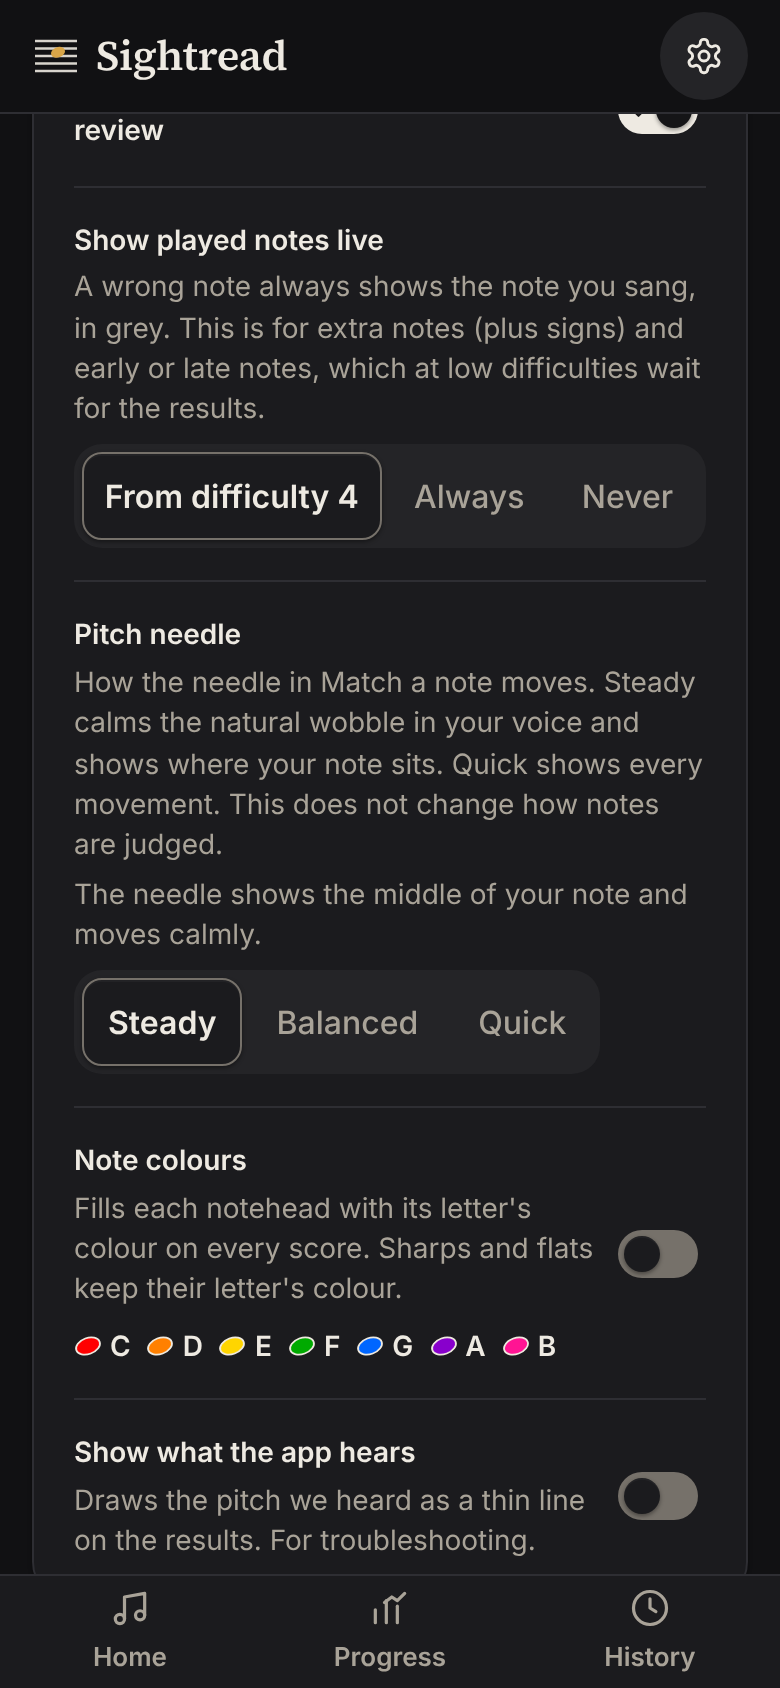 Sightread
review
Show played notes live
A wrong note always shows the note you sang,
in grey. This is for extra notes (plus signs) and
early or late notes, which at low difficulties wait
for the results.
From difficulty 4 Always Never
Pitch needle
How the needle in Match a note moves. Steady
calms the natural wobble in your voice and
shows where your note sits. Quick shows every
movement. This does not change how notes
are judged.
The needle shows the middle of your note and
moves calmly.
Steady Balanced Quick
Note colours
Fills each notehead with its letter's
colour on every score. Sharps and flats
keep their letter's colour.
C D E F G A B
Show what the app hears
Draws the pitch we heard as a thin line
on the results. For troubleshooting.
Home Progress History